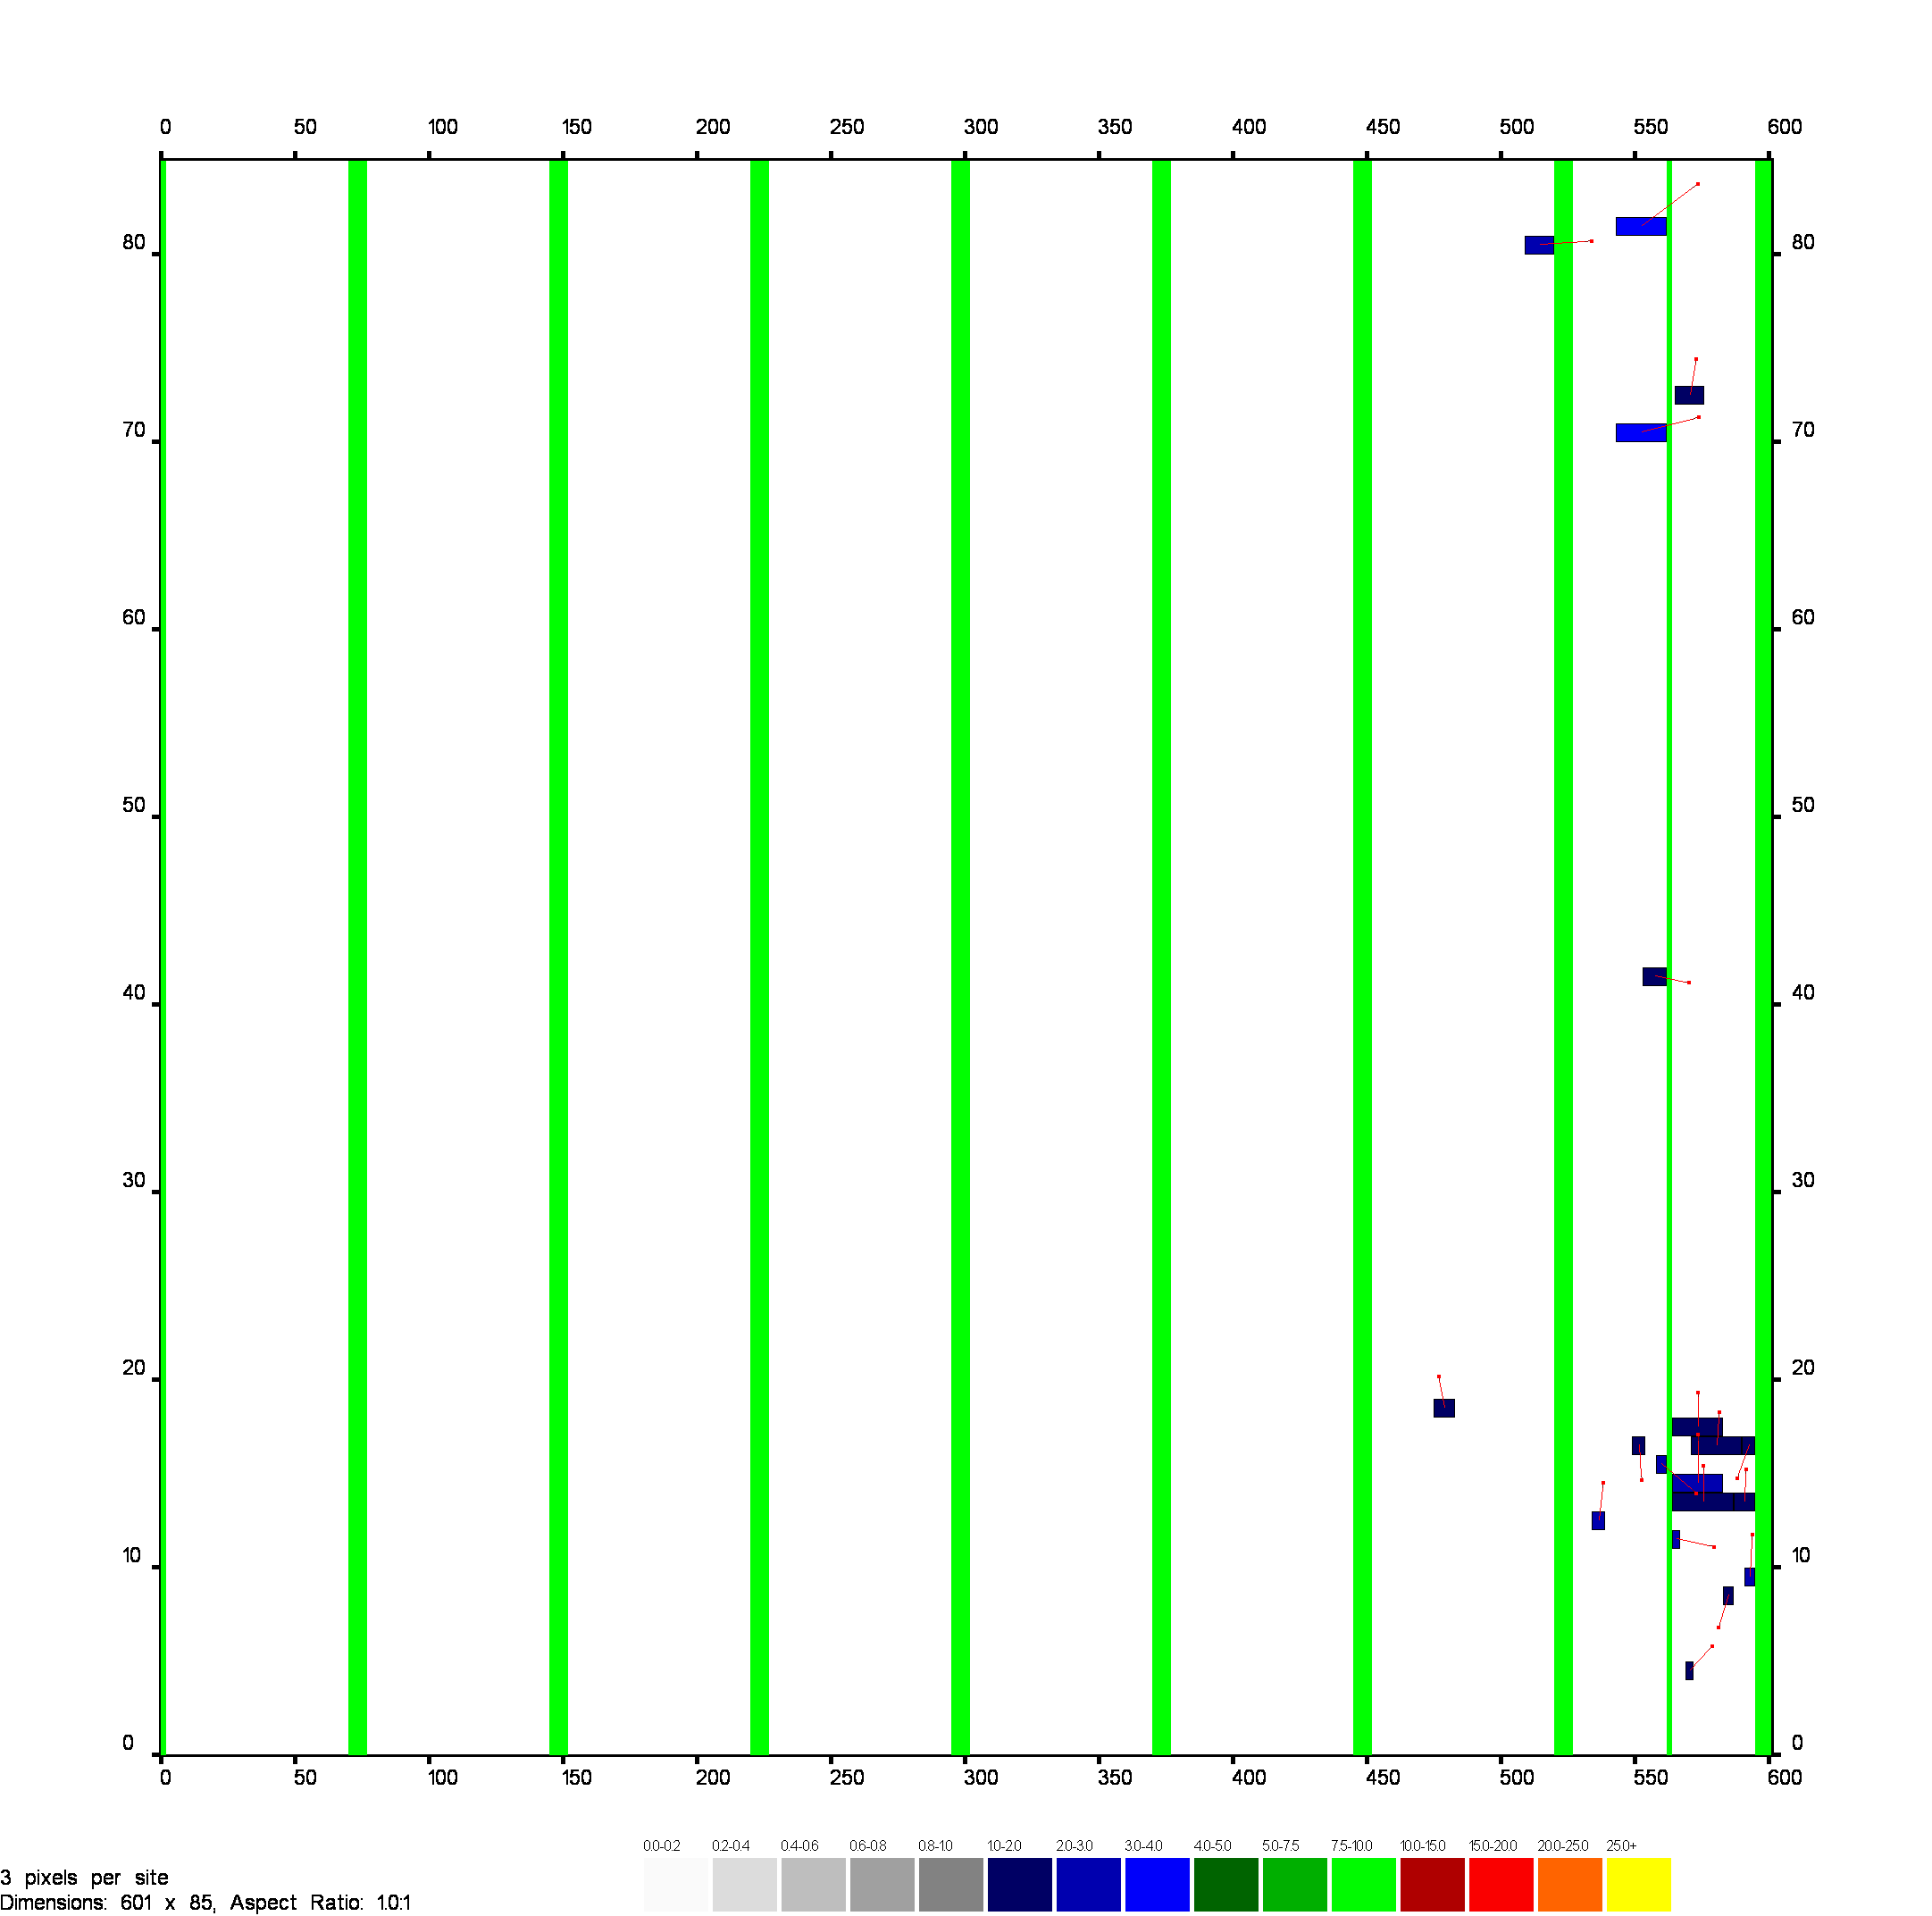 0 50 100 150 200 250 300 350 400 450 500 550 600
80 80
70 70
60 60
50 50
40 40
30 30
20 20
10 10
0 0
0 50 100 150 200 250 300 350 400 450 500 550 600
0.0-0.2 0.2-0.4 0.4-0.6 0.6-0.8 0.8-1.0 1.0-2.0 2.0-3.0 3.0-4.0 4.0-5.0 5.0-7.5 7.5-10.0 10.0-15.0 15.0-20.0 20.0-25.0 25.0+
3 pixels per site
Dimensions: 601 x 85, Aspect Ratio: 1.0:1